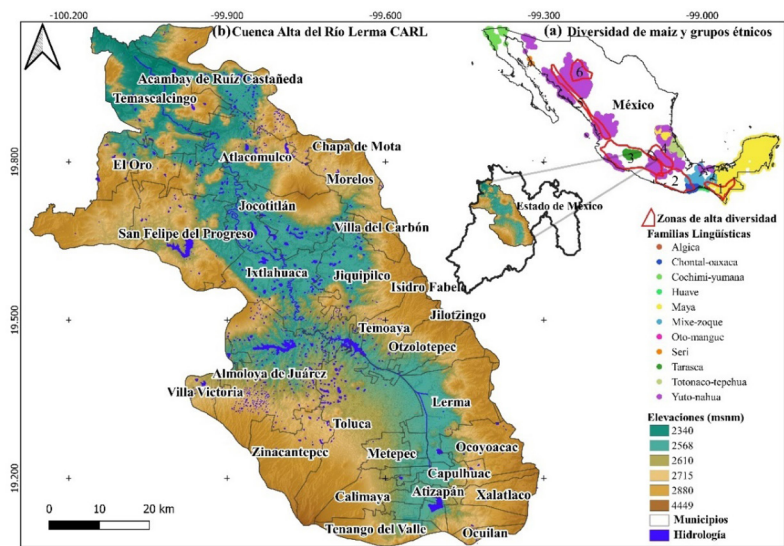 -100.200
-99.900
-99.600
-99.300
-99.000
(b) Cuenca Alta del Río Lerma CARL
(a) Diversidad de maiz y grupos étnicos
Acambay de Ruíz Castañeda
Temascalcingo
México
6
3
2
19.800
Chapa de Mota
Atlacomulco
El Oro
Morelos
Jocotitlán
Estado de México
San Felipe del Progreso
Villa del Carbón
Ixtlahuaca
Jiquipilco
Isidro Fabela
Jilotzingo
19.500
Temoaya
Otzolotepec
Almoloya de Juárez
Villa Victoria
Lerma
Toluca
Zinacantepec
Metepec
Ocoyoacac
Capulhuac
19.200
Calimaya
Atizapán
Xalatlaco
Tenango del Valle
Ocuilan
0 10 20 km
Zonas de alta diversidad
Familias Lingüísticas
Algica
Chontal-oaxaca
Cochimi-yumana
Huave
Maya
Mixe-zoque
Oto-mangue
Seri
Tarasca
Totonaco-tepehua
Yuto-nahua
Elevaciones (msnm)
2340
2568
2610
2715
2880
4449
Municipios
Hidrología